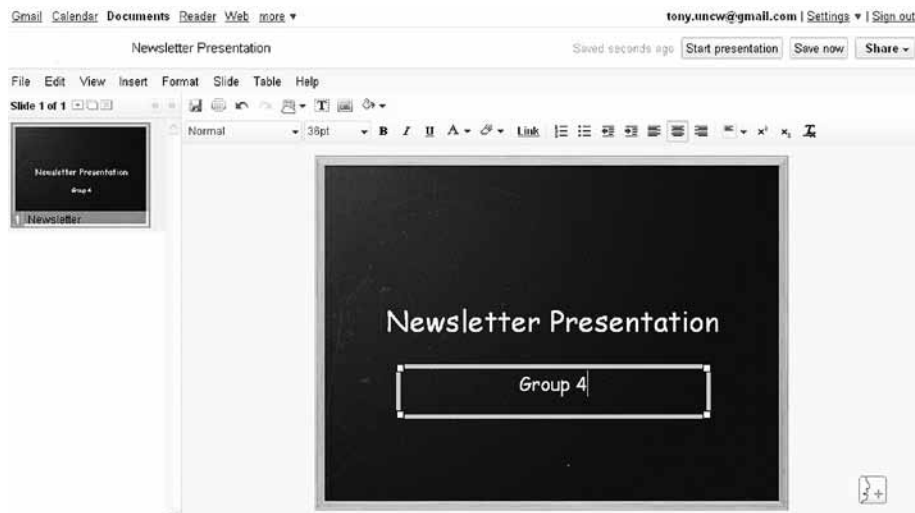 Gmail Calendar Documents Reader Web more ▼ tony.uncw@gmail.com | Settings ▼ | Sign out
Newsletter Presentation Saved seconds ago Start presentation Save now Share
File Edit View Insert Format Slide Table Help
Slide 1 of 1
Normal 36pt B I U A Link
Newsletter Presentation
Group 4
1 Newsletter
Newsletter Presentation
Group 4